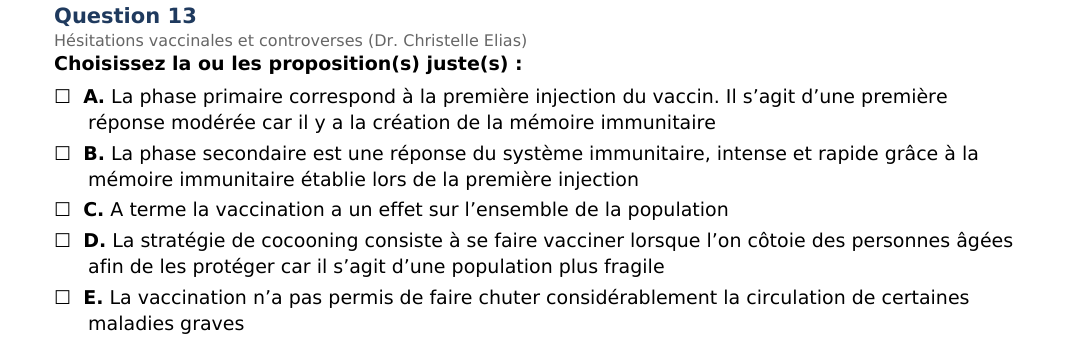 Question 13
Hésitations vaccinales et controverses (Dr. Christelle Elias)
Choisissez la ou les proposition(s) juste(s) :
☐ A. La phase primaire correspond à la première injection du vaccin. Il s’agit d’une première
réponse modérée car il y a la création de la mémoire immunitaire
☐ B. La phase secondaire est une réponse du système immunitaire, intense et rapide grâce à la
mémoire immunitaire établie lors de la première injection
☐ C. A terme la vaccination a un effet sur l’ensemble de la population
☐ D. La stratégie de cocooning consiste à se faire vacciner lorsque l’on côtoie des personnes âgées
afin de les protéger car il s’agit d’une population plus fragile
☐ E. La vaccination n’a pas permis de faire chuter considérablement la circulation de certaines
maladies graves